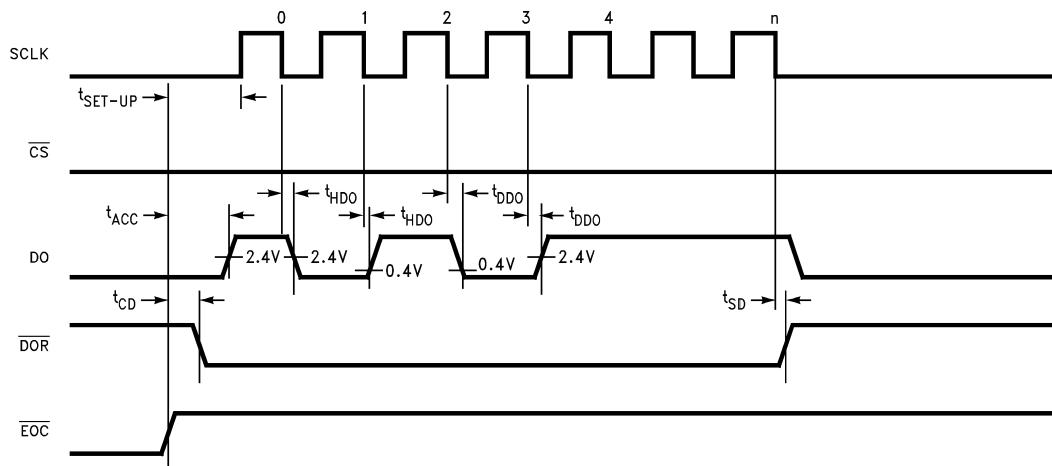 0 1 2 3 4 n
SCLK
tSET-UP
CS
tHDO tDDO
tACC tHDO tDDO
DO 2.4V 2.4V 0.4V 0.4V 2.4V
tCD tSD
DOR
EOC